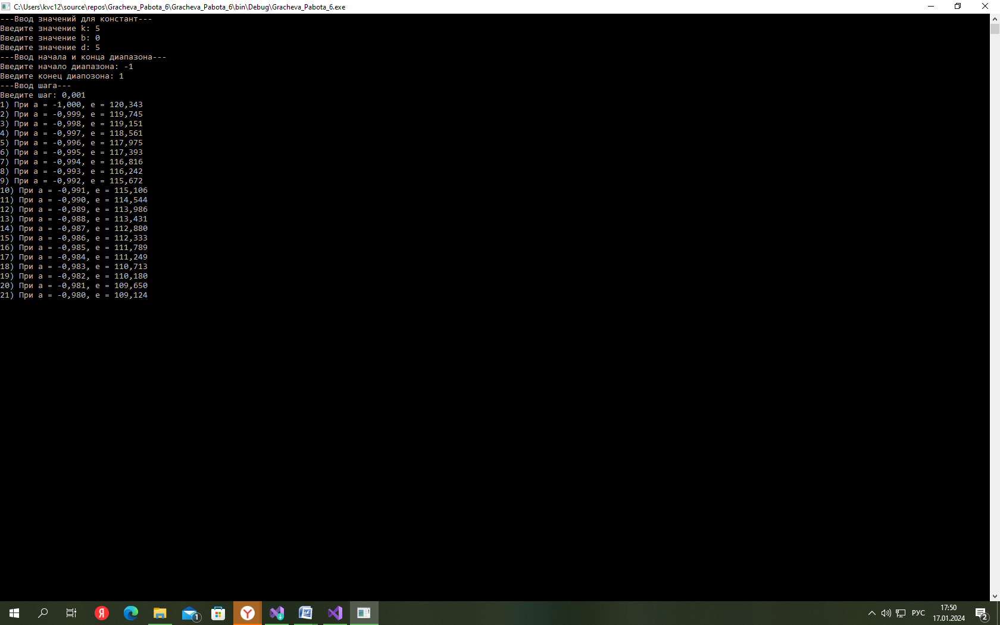 C:\Users\kvc12\source\repos\Gracheva_Pabota_6\Gracheva_Pabota_6\bin\Debug\Gracheva_Pabota_6.exe
---Ввод значений для констант---
Введите значение k: 5
Введите значение b: 0
Введите значение d: 5
---Ввод начала и конца диапазона---
Введите начало диапазона: -1
Введите конец диапозона: 1
---Ввод шага---
Введите шаг: 0,001
1) При a = -1,000, e = 120,343
2) При a = -0,999, e = 119,745
3) При a = -0,998, e = 119,151
4) При a = -0,997, e = 118,561
5) При a = -0,996, e = 117,975
6) При a = -0,995, e = 117,393
7) При a = -0,994, e = 116,816
8) При a = -0,993, e = 116,242
9) При a = -0,992, e = 115,672
10) При a = -0,991, e = 115,106
11) При a = -0,990, e = 114,544
12) При a = -0,989, e = 113,986
13) При a = -0,988, e = 113,431
14) При a = -0,987, e = 112,880
15) При a = -0,986, e = 112,333
16) При a = -0,985, e = 111,789
17) При a = -0,984, e = 111,249
18) При a = -0,983, e = 110,713
19) При a = -0,982, e = 110,180
20) При a = -0,981, e = 109,650
21) При a = -0,980, e = 109,124
Я
1
Y
W
РУС
17:50
17.01.2024
2